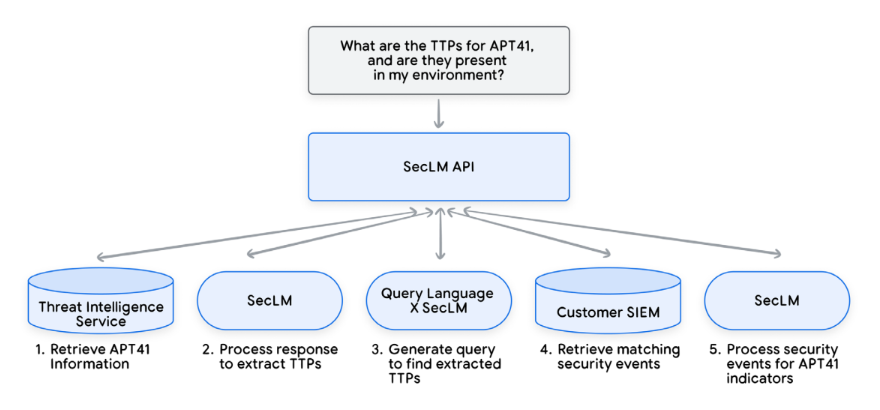 What are the TTPs for APT41,
and are they present
in my environment?
SecLM API
Threat Intelligence
Service
SecLM
Query Language
X SecLM
Customer SIEM
SecLM
1. Retrieve APT41
Information
2. Process response
to extract TTPs
3. Generate query
to find extracted
TTPs
4. Retrieve matching
security events
5. Process security
events for APT41
indicators